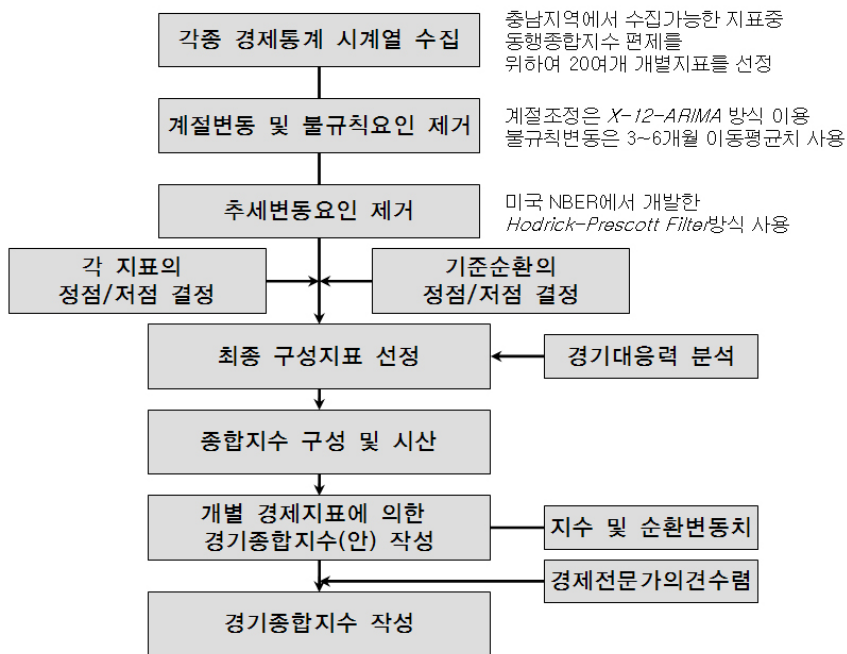 각종 경제통계 시계열 수집
충남지역에서 수집가능한 지표중
동행종합지수 편제를
위하여 20여개 개별지표를 선정
계절변동 및 불규칙요인 제거
계절조정은 X-12-ARIMA 방식 이용
불규칙변동은 3~6개월 이동평균치 사용
추세변동요인 제거
미국 NBER에서 개발한
Hodrick-Prescott Filter방식 사용
각 지표의
정점/저점 결정
기준순환의
정점/저점 결정
최종 구성지표 선정
경기대응력 분석
종합지수 구성 및 시산
개별 경제지표에 의한
경기종합지수(안) 작성
지수 및 순환변동치
경제전문가의견수렴
경기종합지수 작성